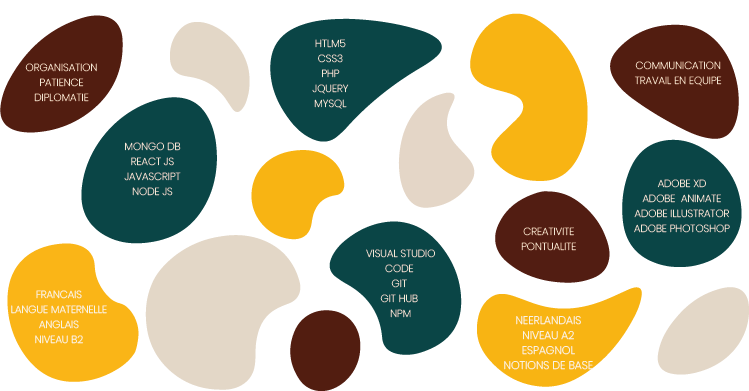 ORGANISATION
PATIENCE
DIPLOMATIE
HTLM5
CSS3
PHP
JQUERY
MYSQL
COMMUNICATION
TRAVAIL EN EQUIPE
MONGO DB
REACT JS
JAVASCRIPT
NODE JS
ADOBE XD
ADOBE ANIMATE
ADOBE ILLUSTRATOR
ADOBE PHOTOSHOP
CREATIVITE
PONTUALITE
VISUAL STUDIO
CODE
GIT
GIT HUB
NPM
FRANCAIS
LANGUE MATERNELLE
ANGLAIS
NIVEAU B2
NEERLANDAIS
NIVEAU A2
ESPAGNOL
NOTIONS DE BASE